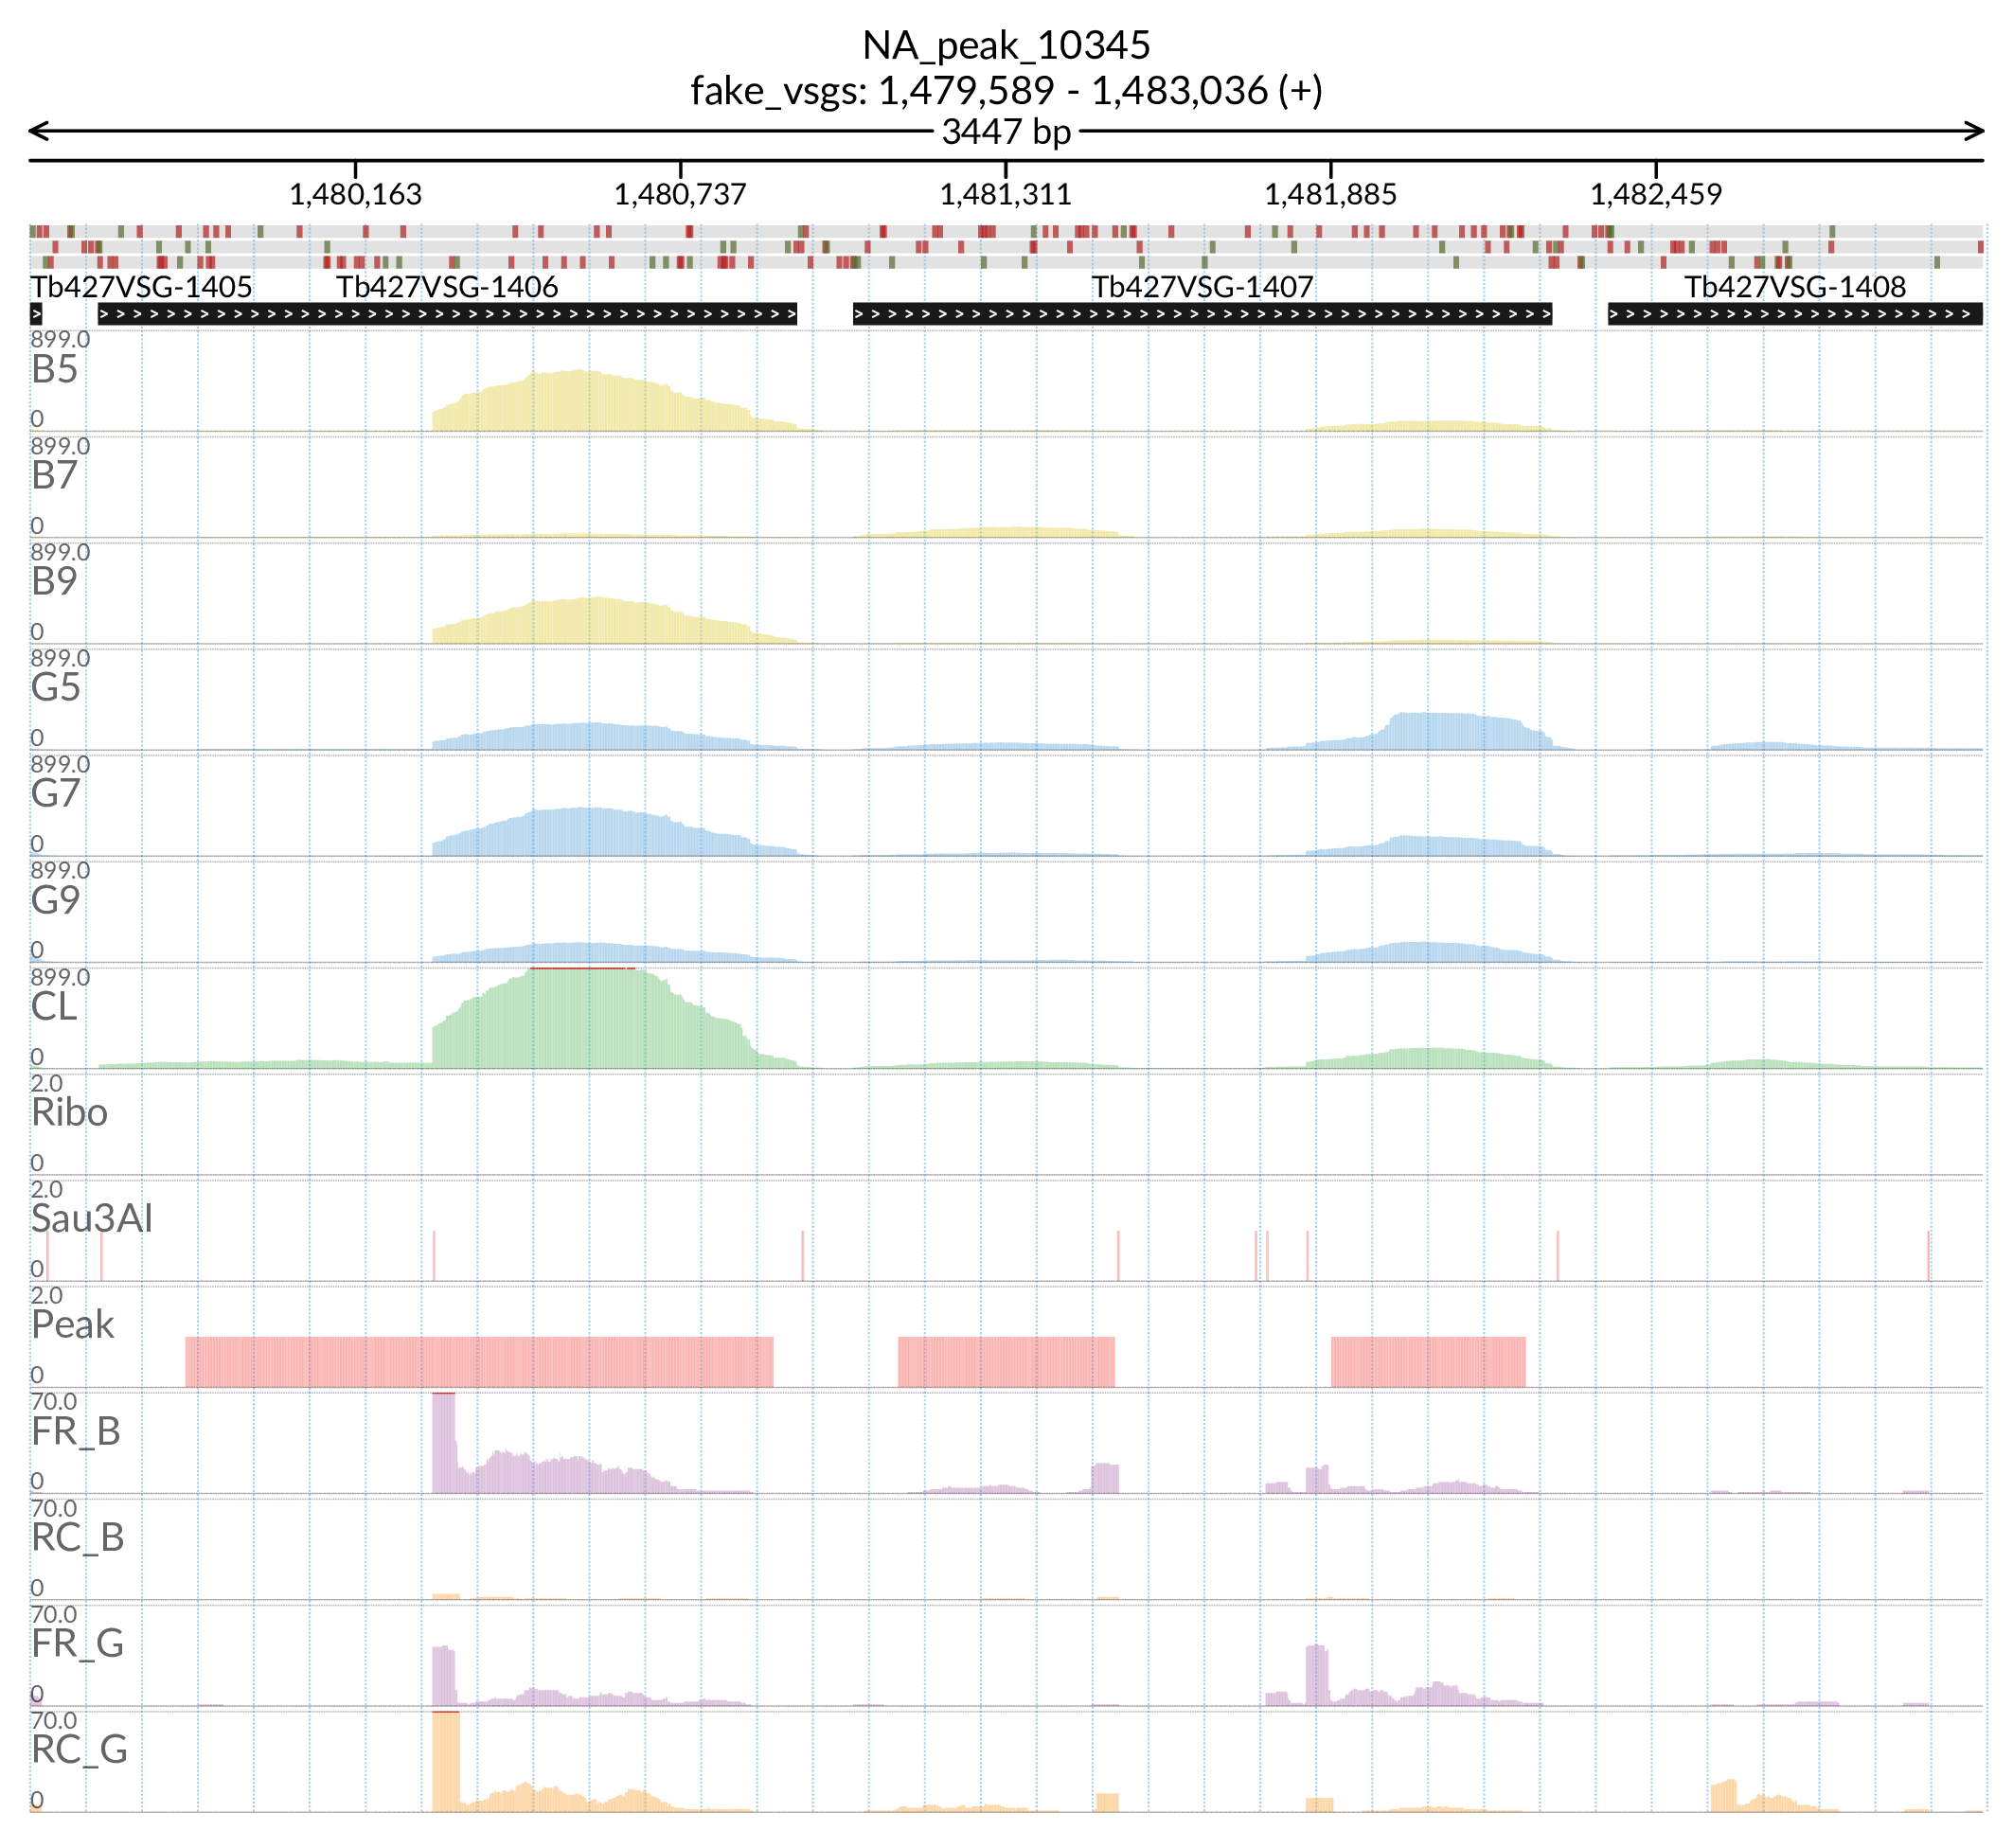 NA_peak_10345
fake_vsgs: 1,479,589 - 1,483,036 (+)
3447 bp
1,480,163 1,480,737 1,481,311 1,481,885 1,482,459
Tb427VSG-1405 Tb427VSG-1406 Tb427VSG-1407 Tb427VSG-1408
899.0
B5
0
899.0
B7
0
899.0
B9
0
899.0
G5
0
899.0
G7
0
899.0
G9
0
899.0
CL
0
2.0
Ribo
0
2.0
Sau3AI
0
2.0
Peak
0
70.0
FR_B
0
70.0
RC_B
0
70.0
FR_G
0
70.0
RC_G
0